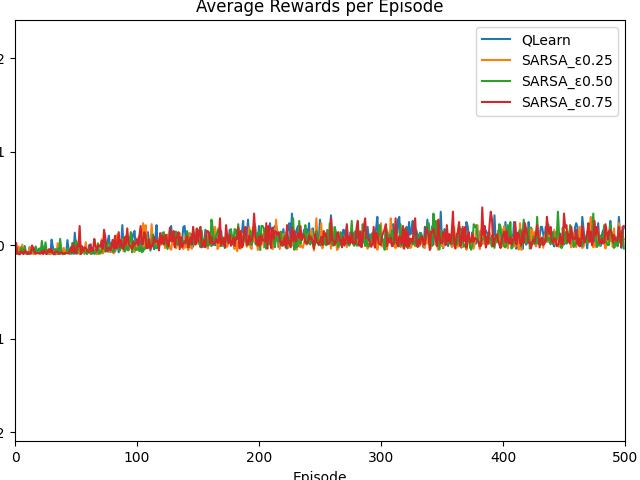 Average Rewards per Episode
QLearn
SARSA_ε0.25
SARSA_ε0.50
SARSA_ε0.75
2
1
0
1
2
0 100 200 300 400 500
Episode